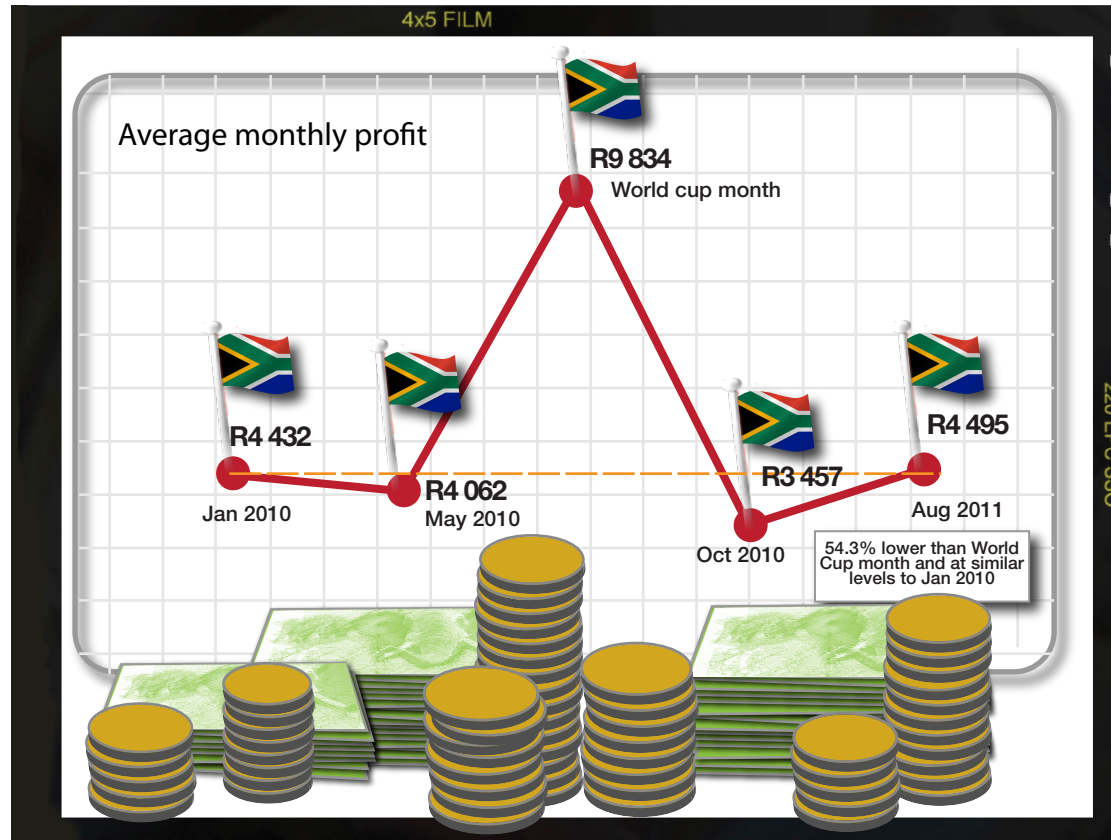 4x5 FILM
Average monthly profit
R9 834
World cup month
R4 432
Jan 2010
R4 062
May 2010
R3 457
Oct 2010
R4 495
Aug 2011
54.3% lower than World
Cup month and at similar
levels to Jan 2010